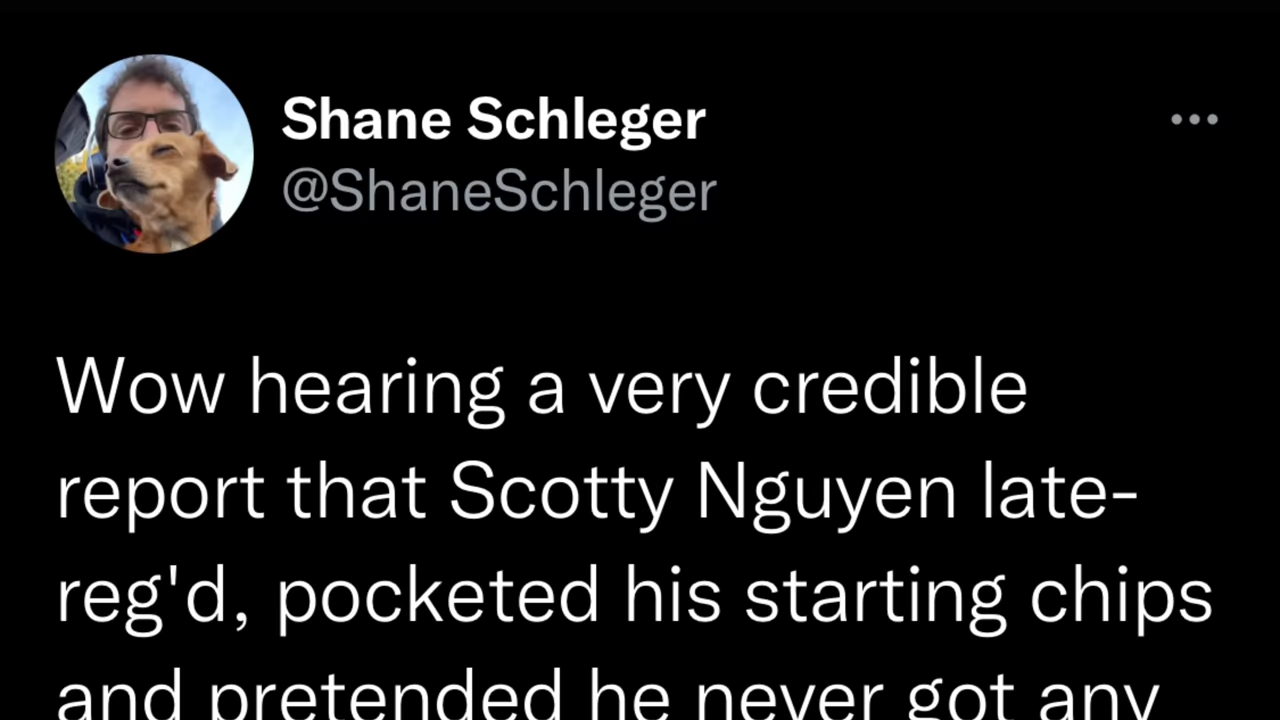 Shane Schleger
@ShaneSchleger
Wow hearing a very credible
report that Scotty Nguyen late-
reg'd, pocketed his starting chips
and pretended he never got any